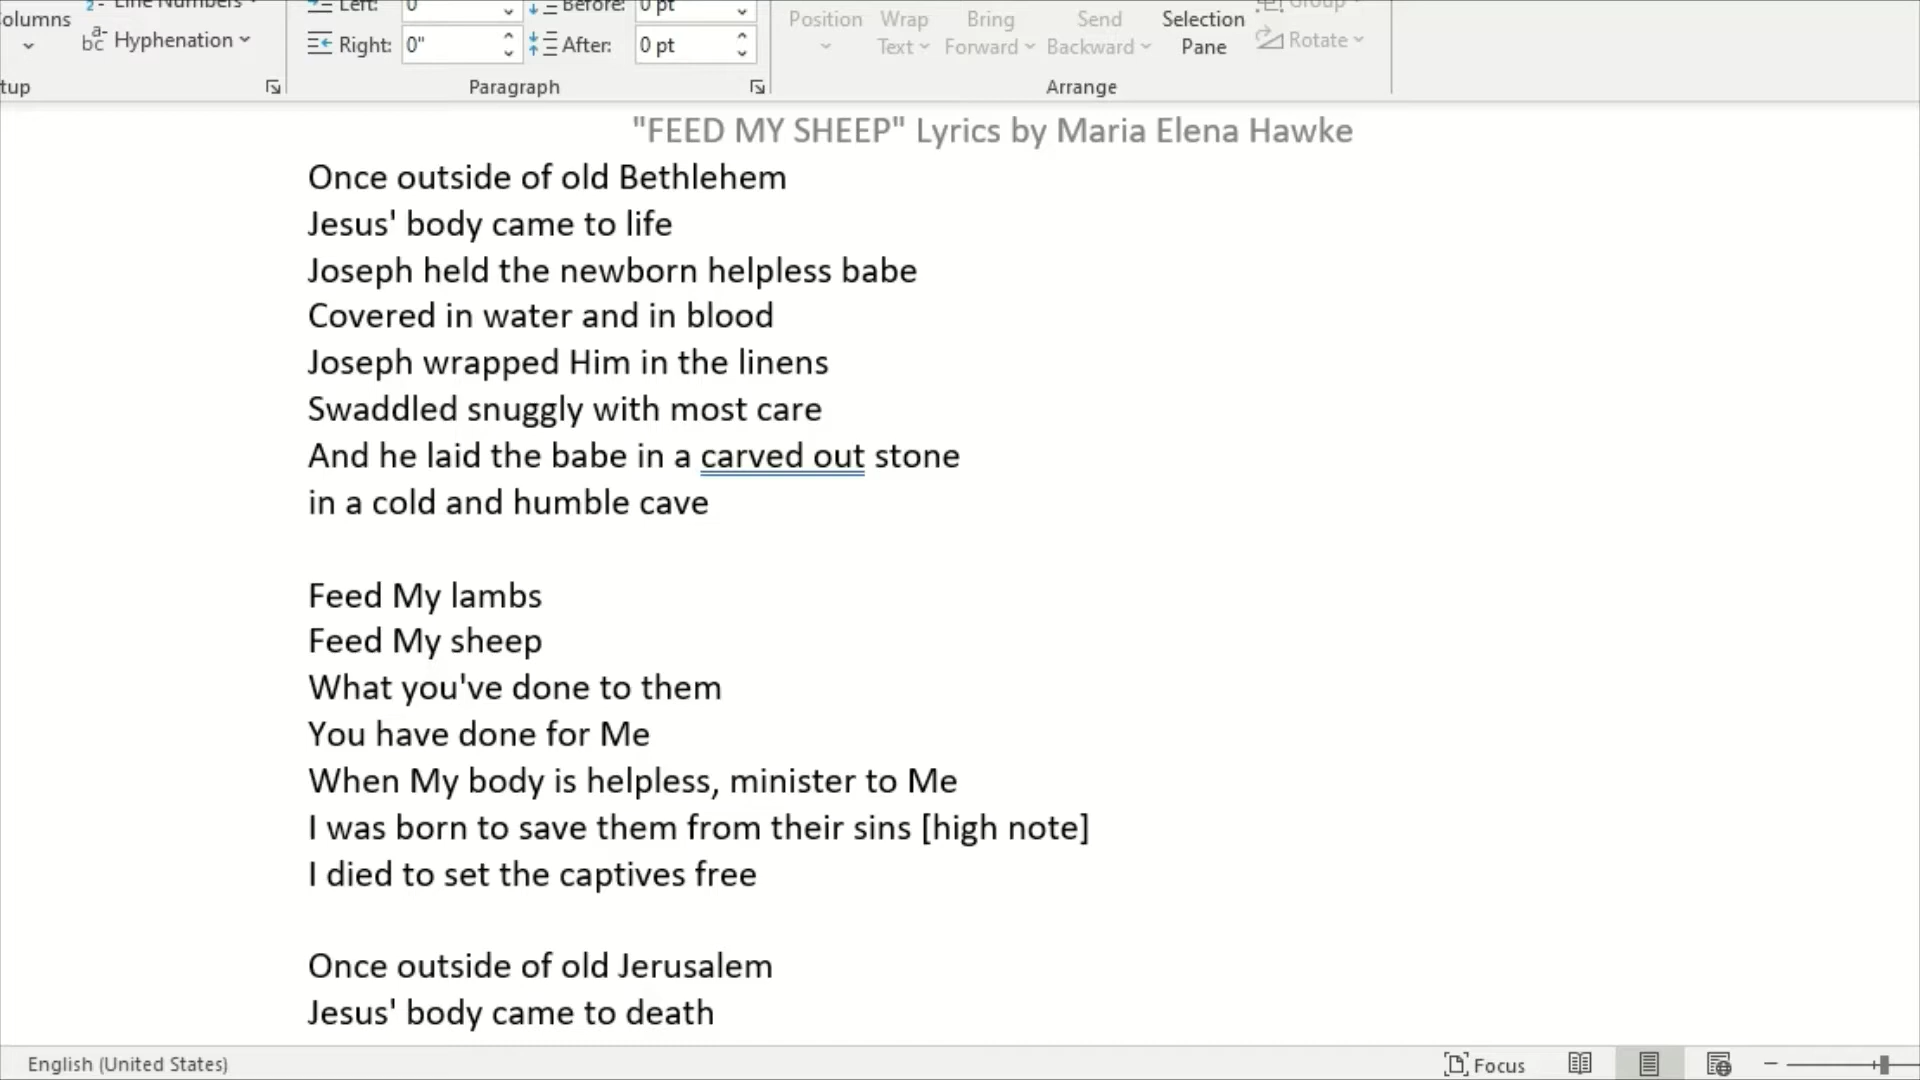 olumns
Line Numbers
Hyphenation
tup
Left: 0
Right: 0"
Before: 0 pt
After: 0 pt
Paragraph
Position
Wrap Text
Bring Forward
Send Backward
Selection Pane
Group
Rotate
Arrange
"FEED MY SHEEP" Lyrics by Maria Elena Hawke
Once outside of old Bethlehem
Jesus' body came to life
Joseph held the newborn helpless babe
Covered in water and in blood
Joseph wrapped Him in the linens
Swaddled snuggly with most care
And he laid the babe in a carved out stone
in a cold and humble cave
Feed My lambs
Feed My sheep
What you've done to them
You have done for Me
When My body is helpless, minister to Me
I was born to save them from their sins [high note]
I died to set the captives free
Once outside of old Jerusalem
Jesus' body came to death
English (United States)
Focus